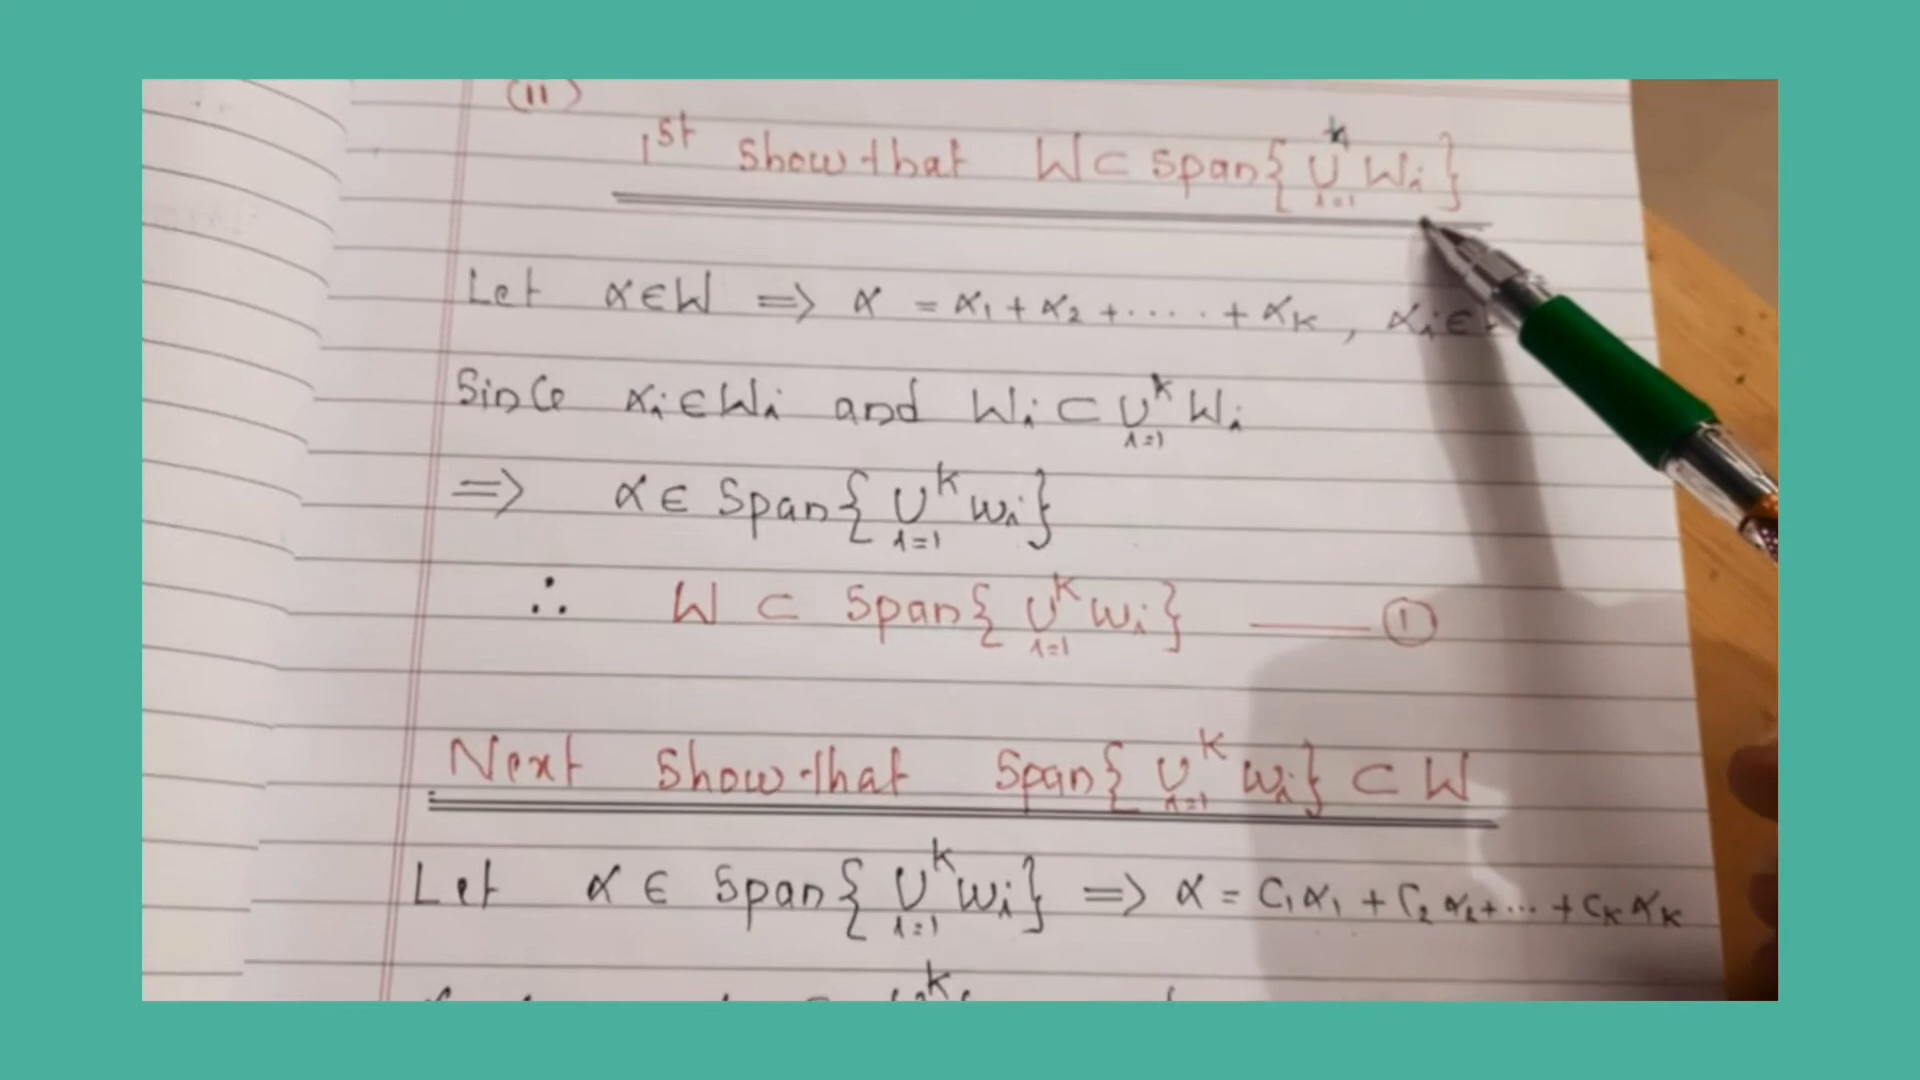 (II)
1st show that W ⊂ span{ ⋃ᵏᵢ₌₁ Wᵢ }
Let α∈W ⇒ α = α₁ + α₂ + ····· + αₖ , αᵢ ∈
Since αᵢ∈Wᵢ and Wᵢ ⊂ ⋃ᵏᵢ₌₁ Wᵢ
⇒ α ∈ Span{ ⋃ᵏᵢ₌₁ Wᵢ }
∴ W ⊂ Span{ ⋃ᵏᵢ₌₁ Wᵢ } —— ①
Next show that Span{ ⋃ᵏᵢ₌₁ Wᵢ } ⊂ W
Let α ∈ Span{ ⋃ᵏᵢ₌₁ Wᵢ } ⇒ α = C₁α₁ + C₂α₂ + ··· + Cₖαₖ